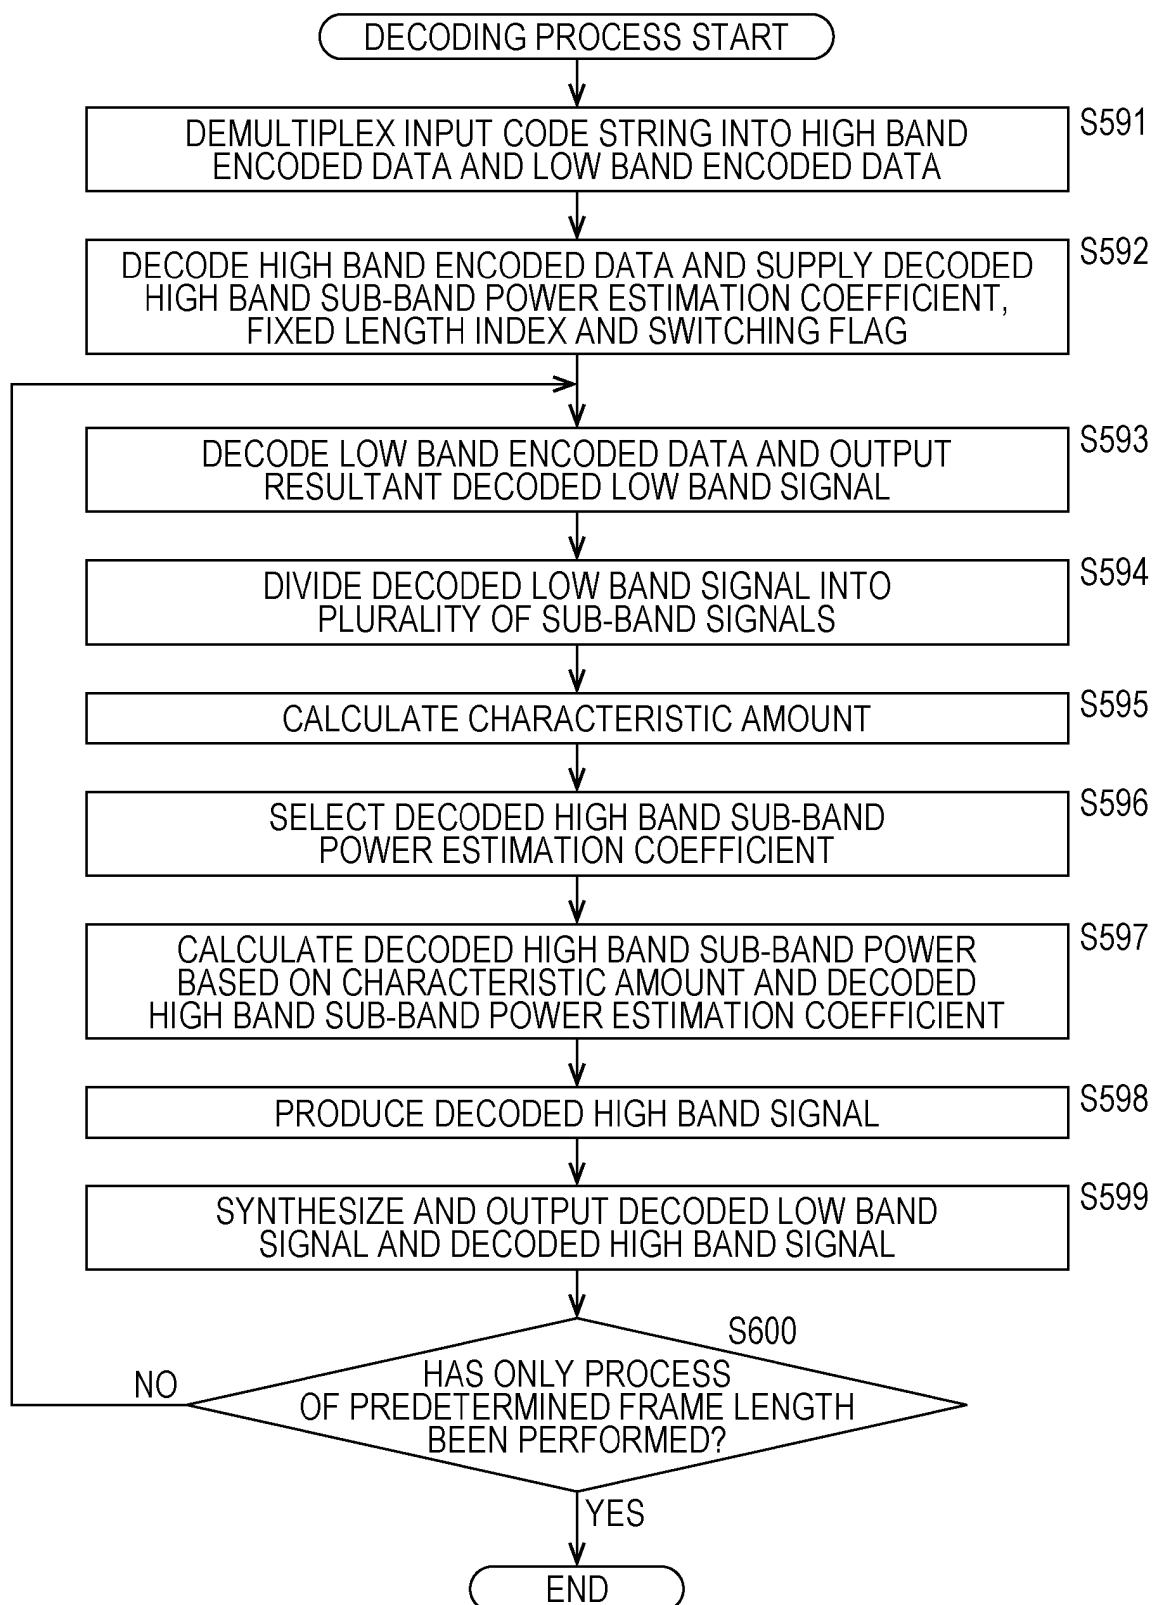 DECODING PROCESS START
S591
DEMULTIPLEX INPUT CODE STRING INTO HIGH BAND
ENCODED DATA AND LOW BAND ENCODED DATA
S592
DECODE HIGH BAND ENCODED DATA AND SUPPLY DECODED
HIGH BAND SUB-BAND POWER ESTIMATION COEFFICIENT,
FIXED LENGTH INDEX AND SWITCHING FLAG
S593
DECODE LOW BAND ENCODED DATA AND OUTPUT
RESULTANT DECODED LOW BAND SIGNAL
S594
DIVIDE DECODED LOW BAND SIGNAL INTO
PLURALITY OF SUB-BAND SIGNALS
S595
CALCULATE CHARACTERISTIC AMOUNT
S596
SELECT DECODED HIGH BAND SUB-BAND
POWER ESTIMATION COEFFICIENT
S597
CALCULATE DECODED HIGH BAND SUB-BAND POWER
BASED ON CHARACTERISTIC AMOUNT AND DECODED
HIGH BAND SUB-BAND POWER ESTIMATION COEFFICIENT
S598
PRODUCE DECODED HIGH BAND SIGNAL
S599
SYNTHESIZE AND OUTPUT DECODED LOW BAND
SIGNAL AND DECODED HIGH BAND SIGNAL
S600
HAS ONLY PROCESS
OF PREDETERMINED FRAME LENGTH
BEEN PERFORMED?
NO
YES
END